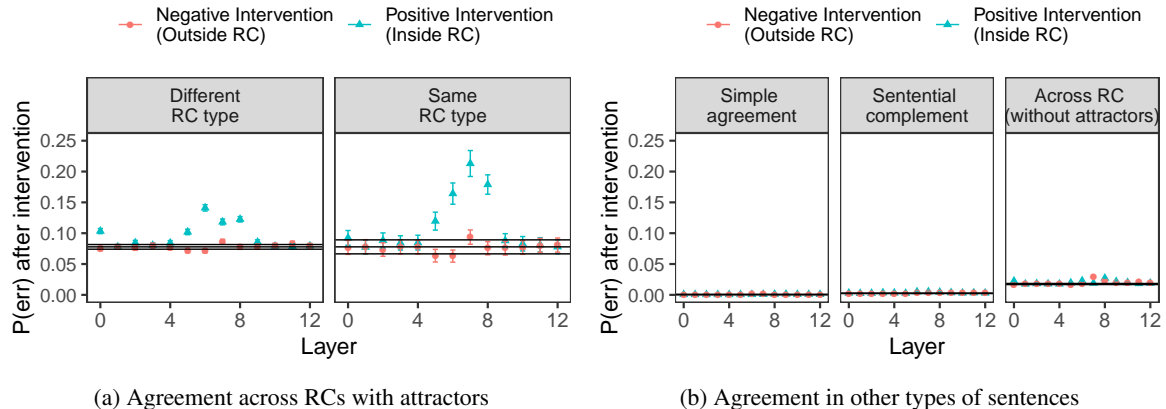 Negative Intervention
(Outside RC)
Positive Intervention
(Inside RC)
Different
RC type
Same
RC type
P(err) after intervention
0.25
0.20
0.15
0.10
0.05
0.00
0 4 8 12 0 4 8 12
Layer
(a) Agreement across RCs with attractors
Negative Intervention
(Outside RC)
Positive Intervention
(Inside RC)
Simple
agreement
Sentential
complement
Across RC
(without attractors)
P(err) after intervention
0.25
0.20
0.15
0.10
0.05
0.00
0 4 8 12 0 4 8 12 0 4 8 12
Layer
(b) Agreement in other types of sentences